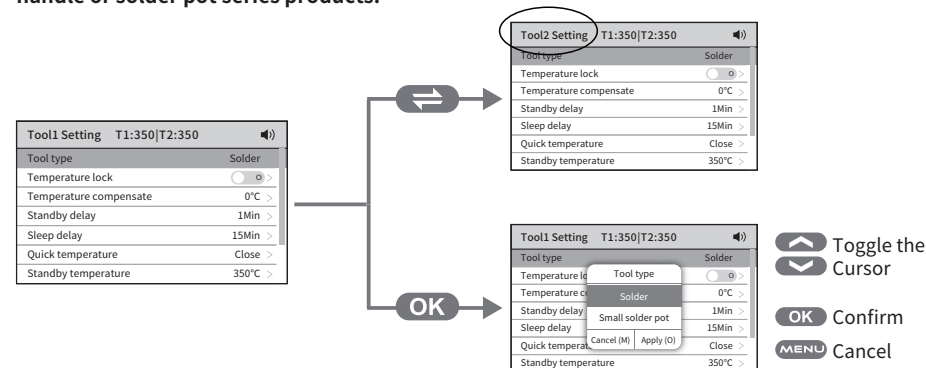 handle or solder pot series products.
Tool1 Setting T1:350|T2:350
Tool type Solder
Temperature lock
Temperature compensate 0°C >
Standby delay 1Min >
Sleep delay 15Min >
Quick temperature Close >
Standby temperature 350°C >
Tool2 Setting T1:350|T2:350
Tool type Solder
Temperature lock
Temperature compensate 0°C >
Standby delay 1Min >
Sleep delay 15Min >
Quick temperature Close >
Standby temperature 350°C >
OK
Tool1 Setting T1:350|T2:350
Tool type Solder
Temperature lo
Temperature co 0°C >
Standby delay 1Min >
Sleep delay 15Min >
Quick temperat Close >
Standby temperature 350°C >
Tool type
Solder
Small solder pot
Cancel (M) Apply (O)
Toggle the
Cursor
OK Confirm
MENU Cancel